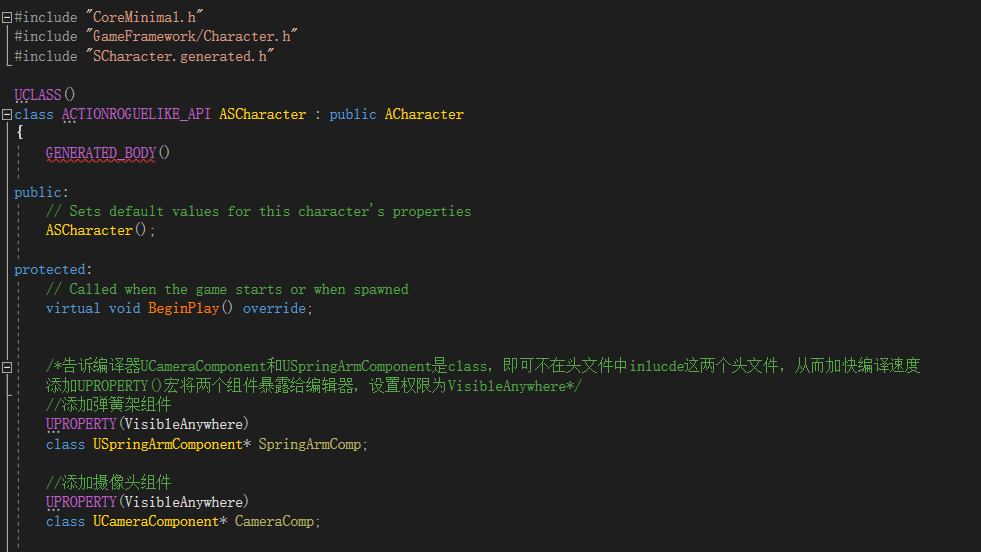 #include "CoreMinimal.h"
#include "GameFramework/Character.h"
#include "SCharacter.generated.h"
UCLASS()
class ACTIONROGUELIKE_API ASCharacter : public ACharacter
{
GENERATED_BODY()
public:
// Sets default values for this character's properties
ASCharacter();
protected:
// Called when the game starts or when spawned
virtual void BeginPlay() override;
/*告诉编译器UCameraComponent和USpringArmComponent是class, 即可不在头文件中inlucde这两个头文件, 从而加快编译速度
添加UPROPERTY()宏将两个组件暴露给编辑器, 设置权限为VisibleAnywhere*/
//添加弹簧架组件
UPROPERTY(VisibleAnywhere)
class USpringArmComponent* SpringArmComp;
//添加摄像头组件
UPROPERTY(VisibleAnywhere)
class UCameraComponent* CameraComp;